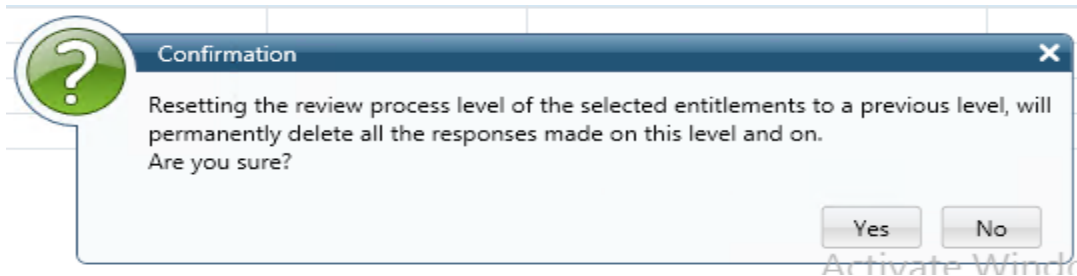 Confirmation
Resetting the review process level of the selected entitlements to a previous level, will
permanently delete all the responses made on this level and on.
Are you sure?
Yes No
Activate